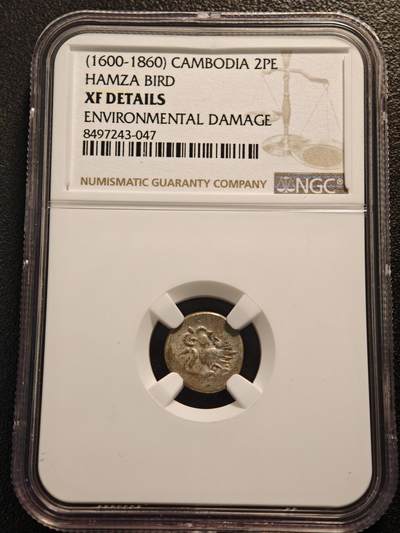 (1600-1860) CAMBODIA 2PE
HAMZA BIRD
XF DETAILS
ENVIRONMENTAL DAMAGE
8497243-047
NUMISMATIC GUARANTY COMPANY NGC®